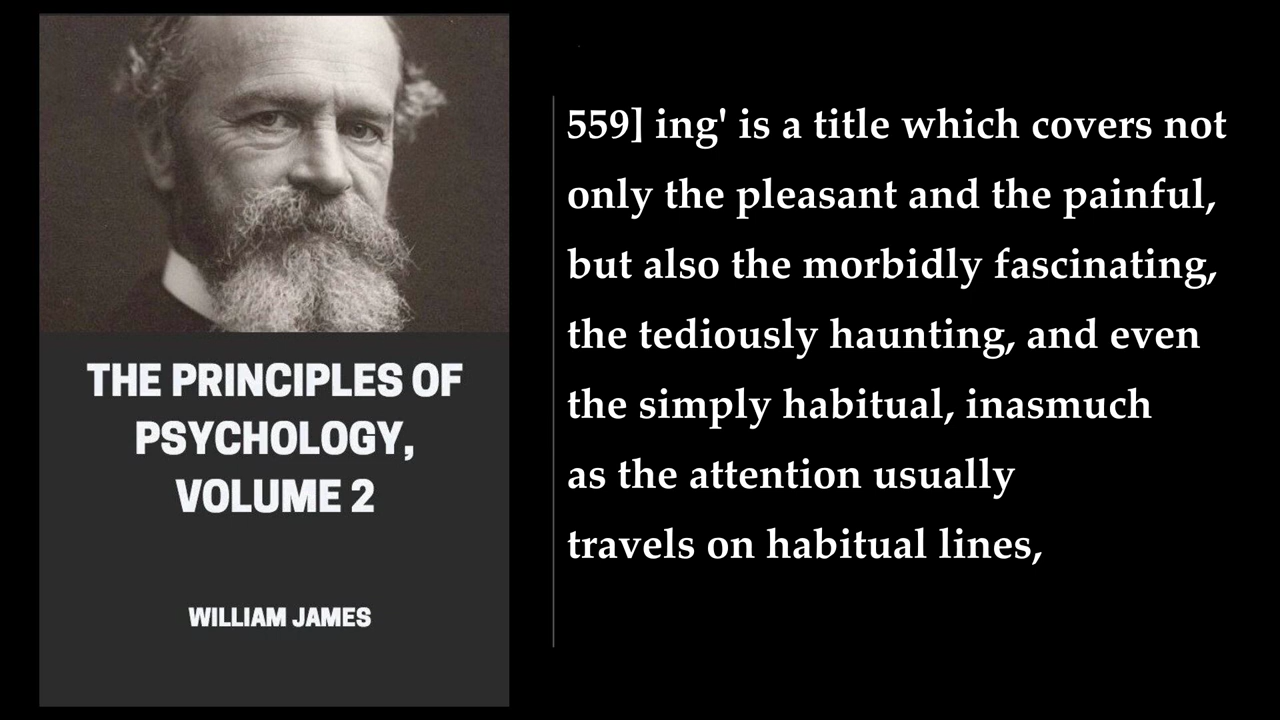 THE PRINCIPLES OF
PSYCHOLOGY,
VOLUME 2
WILLIAM JAMES
559] ing' is a title which covers not
only the pleasant and the painful,
but also the morbidly fascinating,
the tediously haunting, and even
the simply habitual, inasmuch
as the attention usually
travels on habitual lines,